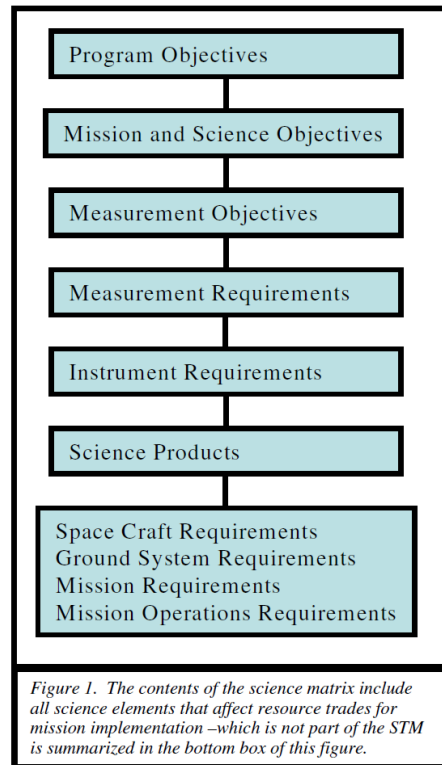 Program Objectives
Mission and Science Objectives
Measurement Objectives
Measurement Requirements
Instrument Requirements
Science Products
Space Craft Requirements
Ground System Requirements
Mission Requirements
Mission Operations Requirements
Figure 1. The contents of the science matrix include
all science elements that affect resource trades for
mission implementation –which is not part of the STM
is summarized in the bottom box of this figure.